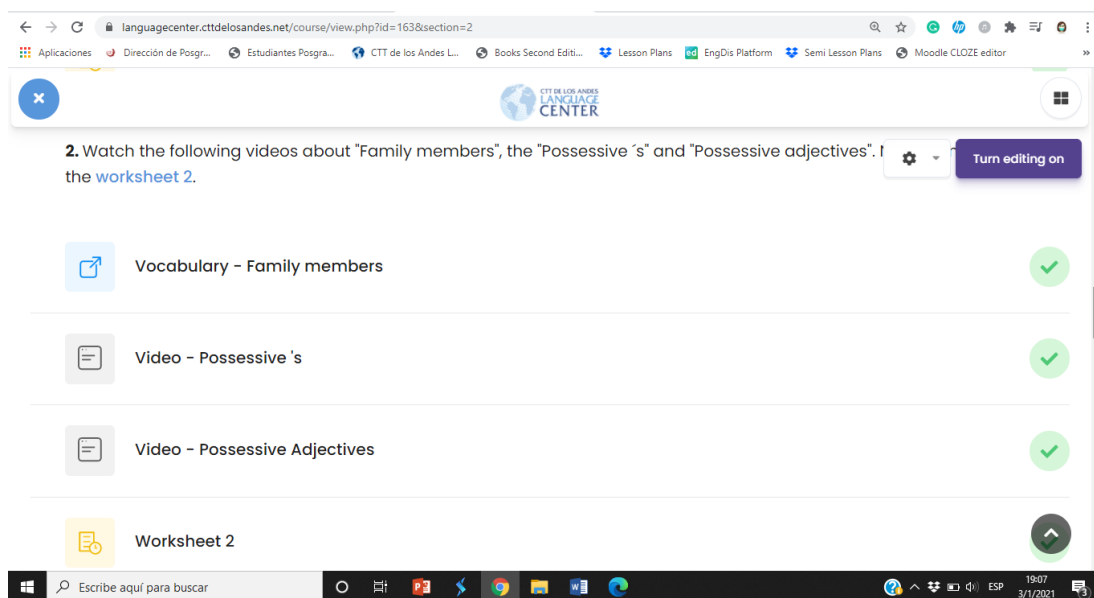 languagecenter.cttdelosandes.net/course/view.php?id=163&section=2
Aplicaciones Dirección de Posgr... Estudiantes Posgra... CTT de los Andes L... Books Second Editi... Lesson Plans ed EngDis Platform Semi Lesson Plans Moodle CLOZE editor »
CTT DE LOS ANDES
LANGUAGE
CENTER
2. Watch the following videos about "Family members", the "Possessive ´s" and "Possessive adjectives".
the worksheet 2.
Turn editing on
Vocabulary - Family members
Video - Possessive 's
Video - Possessive Adjectives
Worksheet 2
Escribe aquí para buscar
ESP
19:07
3/1/2021